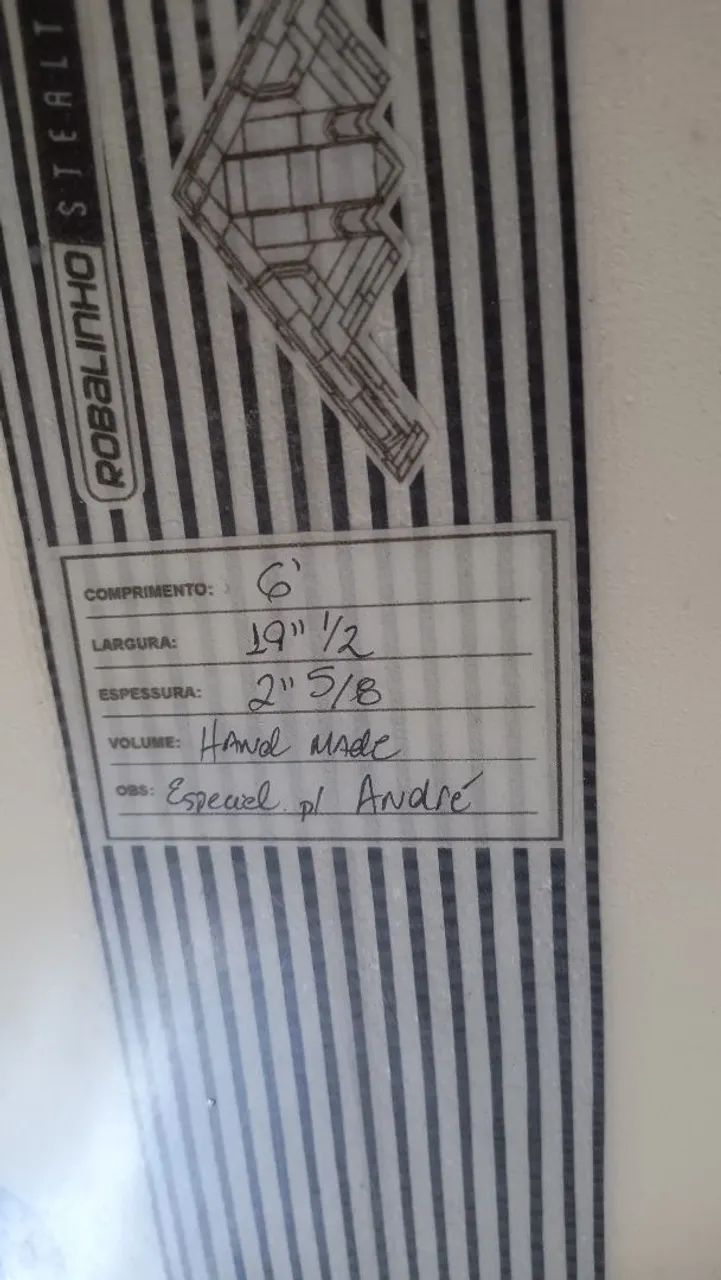 STEALT
ROBALINHO
COMPRIMENTO: 6'
LARGURA: 19" 1/2
ESPESSURA: 2" 5/8
VOLUME: HANd MAdE
OBS: Especial p/ ANdré